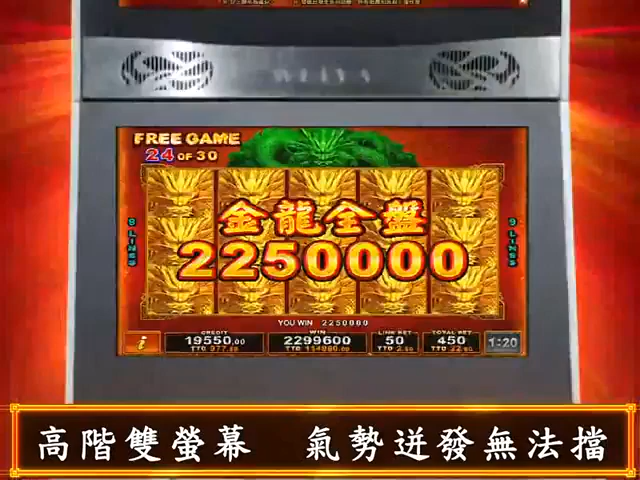 FREE GAME
24 OF 30
金龍全盤
2250000
9 LINES
9 LINES
YOU WIN 2250000
CREDIT
19550.00
WIN
2299600
LINE BET
50
TOTAL BET
450
1:20
高階雙螢幕 氣勢迸發無法擋